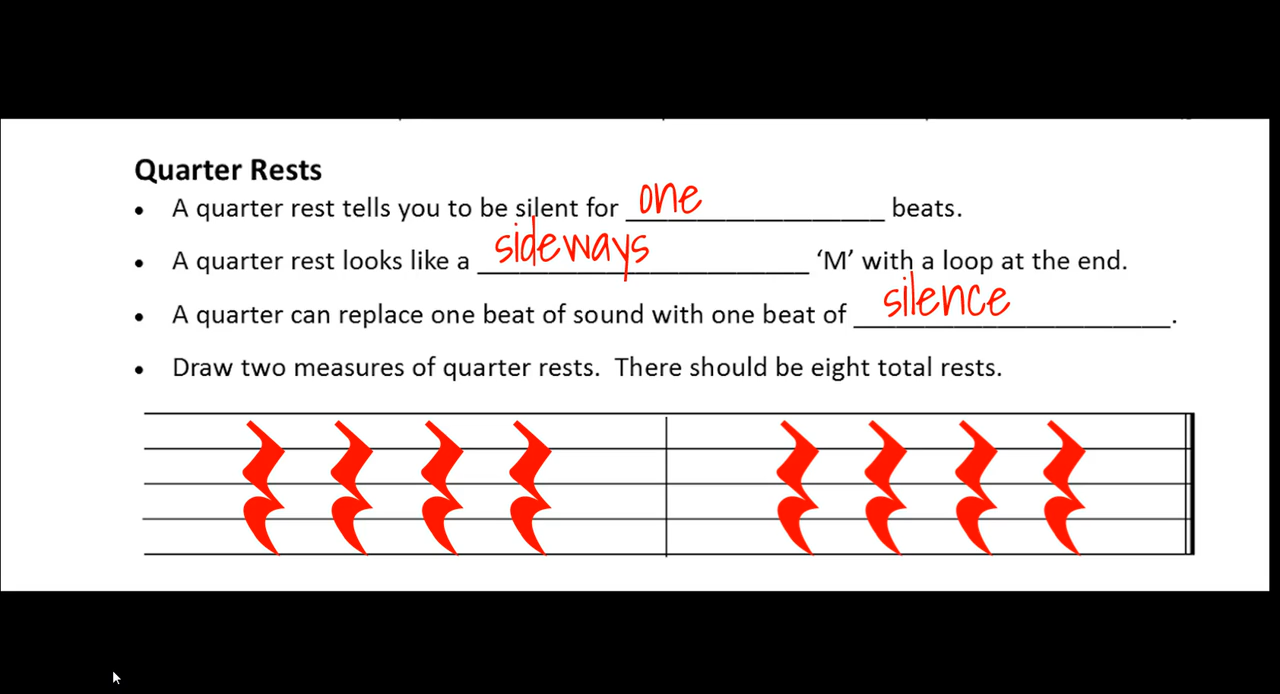 Quarter Rests
• A quarter rest tells you to be silent for one beats.
• A quarter rest looks like a sideways ‘M’ with a loop at the end.
• A quarter can replace one beat of sound with one beat of silence.
• Draw two measures of quarter rests. There should be eight total rests.